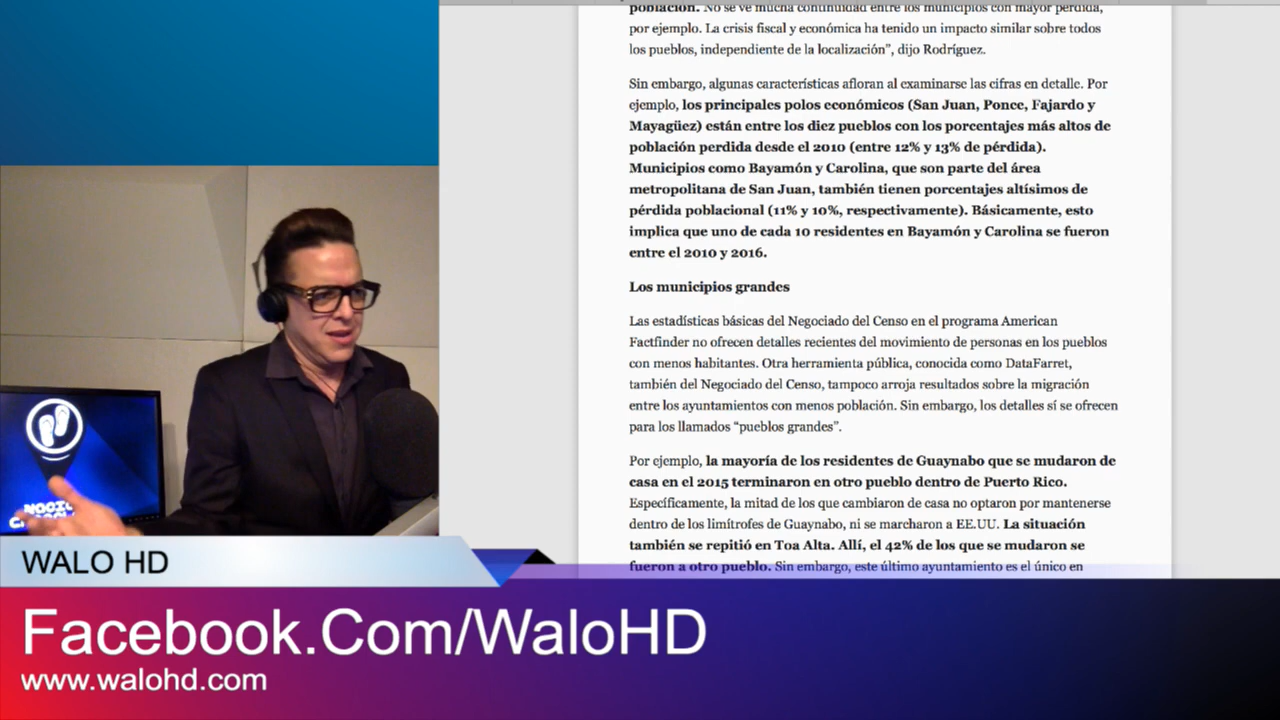 población. No se ve mucha continuidad entre los municipios con mayor pérdida,
por ejemplo. La crisis fiscal y económica ha tenido un impacto similar sobre todos
los pueblos, independiente de la localización”, dijo Rodríguez.
Sin embargo, algunas características afloran al examinarse las cifras en detalle. Por
ejemplo, los principales polos económicos (San Juan, Ponce, Fajardo y
Mayagüez) están entre los diez pueblos con los porcentajes más altos de
población perdida desde el 2010 (entre 12% y 13% de pérdida).
Municipios como Bayamón y Carolina, que son parte del área
metropolitana de San Juan, también tienen porcentajes altísimos de
pérdida poblacional (11% y 10%, respectivamente). Básicamente, esto
implica que uno de cada 10 residentes en Bayamón y Carolina se fueron
entre el 2010 y 2016.
Los municipios grandes
Las estadísticas básicas del Negociado del Censo en el programa American
Factfinder no ofrecen detalles recientes del movimiento de personas en los pueblos
con menos habitantes. Otra herramienta pública, conocida como DataFarret,
también del Negociado del Censo, tampoco arroja resultados sobre la migración
entre los ayuntamientos con menos población. Sin embargo, los detalles sí se ofrecen
para los llamados “pueblos grandes”.
Por ejemplo, la mayoría de los residentes de Guaynabo que se mudaron de
casa en el 2015 terminaron en otro pueblo dentro de Puerto Rico.
Específicamente, la mitad de los que cambiaron de casa no optaron por mantenerse
dentro de los limítrofes de Guaynabo, ni se marcharon a EE.UU. La situación
también se repitió en Toa Alta. Allí, el 42% de los que se mudaron se
fueron a otro pueblo. Sin embargo, este último ayuntamiento es el único en
WALO HD
Facebook.Com/WaloHD
www.walohd.com